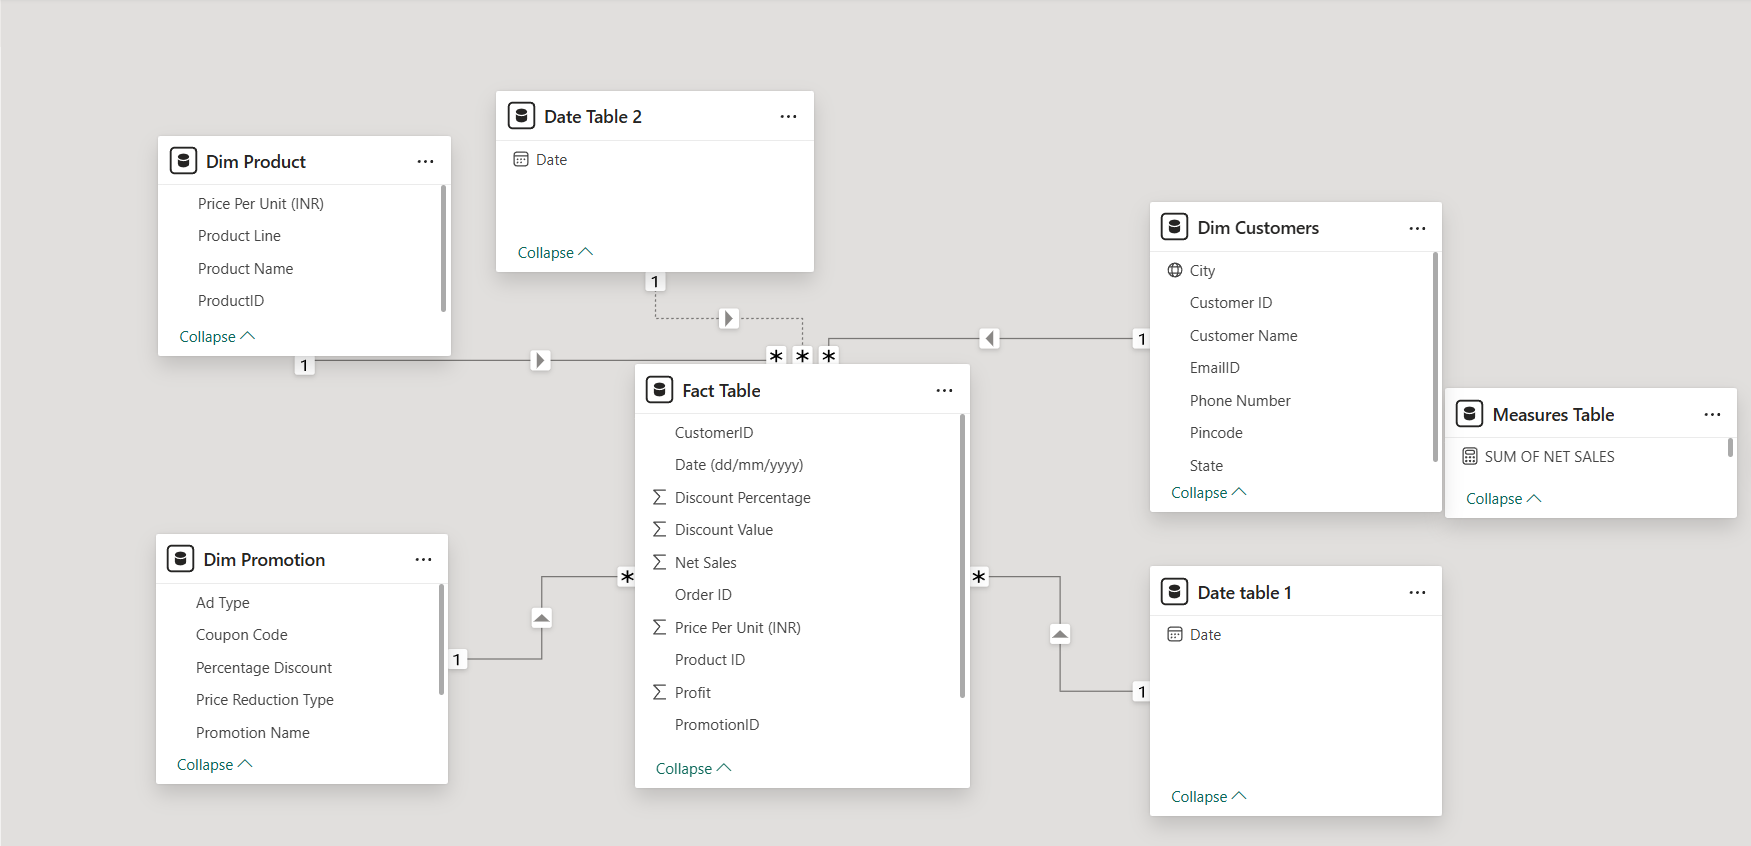 Date Table 2
Date
Collapse
1
Dim Product
Price Per Unit (INR)
Product Line
Product Name
ProductID
Collapse
1
Dim Customers
City
Customer ID
Customer Name
EmailID
Phone Number
Pincode
State
Collapse
1
* * *
Fact Table
CustomerID
Date (dd/mm/yyyy)
Discount Percentage
Discount Value
Net Sales
Order ID
Price Per Unit (INR)
Product ID
Profit
PromotionID
Collapse
*
*
Measures Table
SUM OF NET SALES
Collapse
Dim Promotion
Ad Type
Coupon Code
Percentage Discount
Price Reduction Type
Promotion Name
Collapse
1
Date table 1
Date
Collapse
1